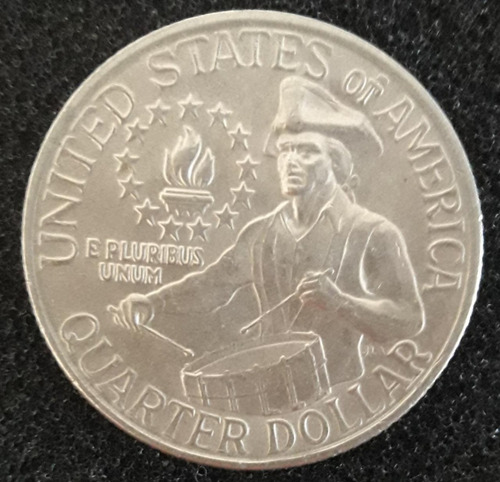 UNITED STATES OF AMERICA
E PLURIBUS
UNUM
QUARTER DOLLAR